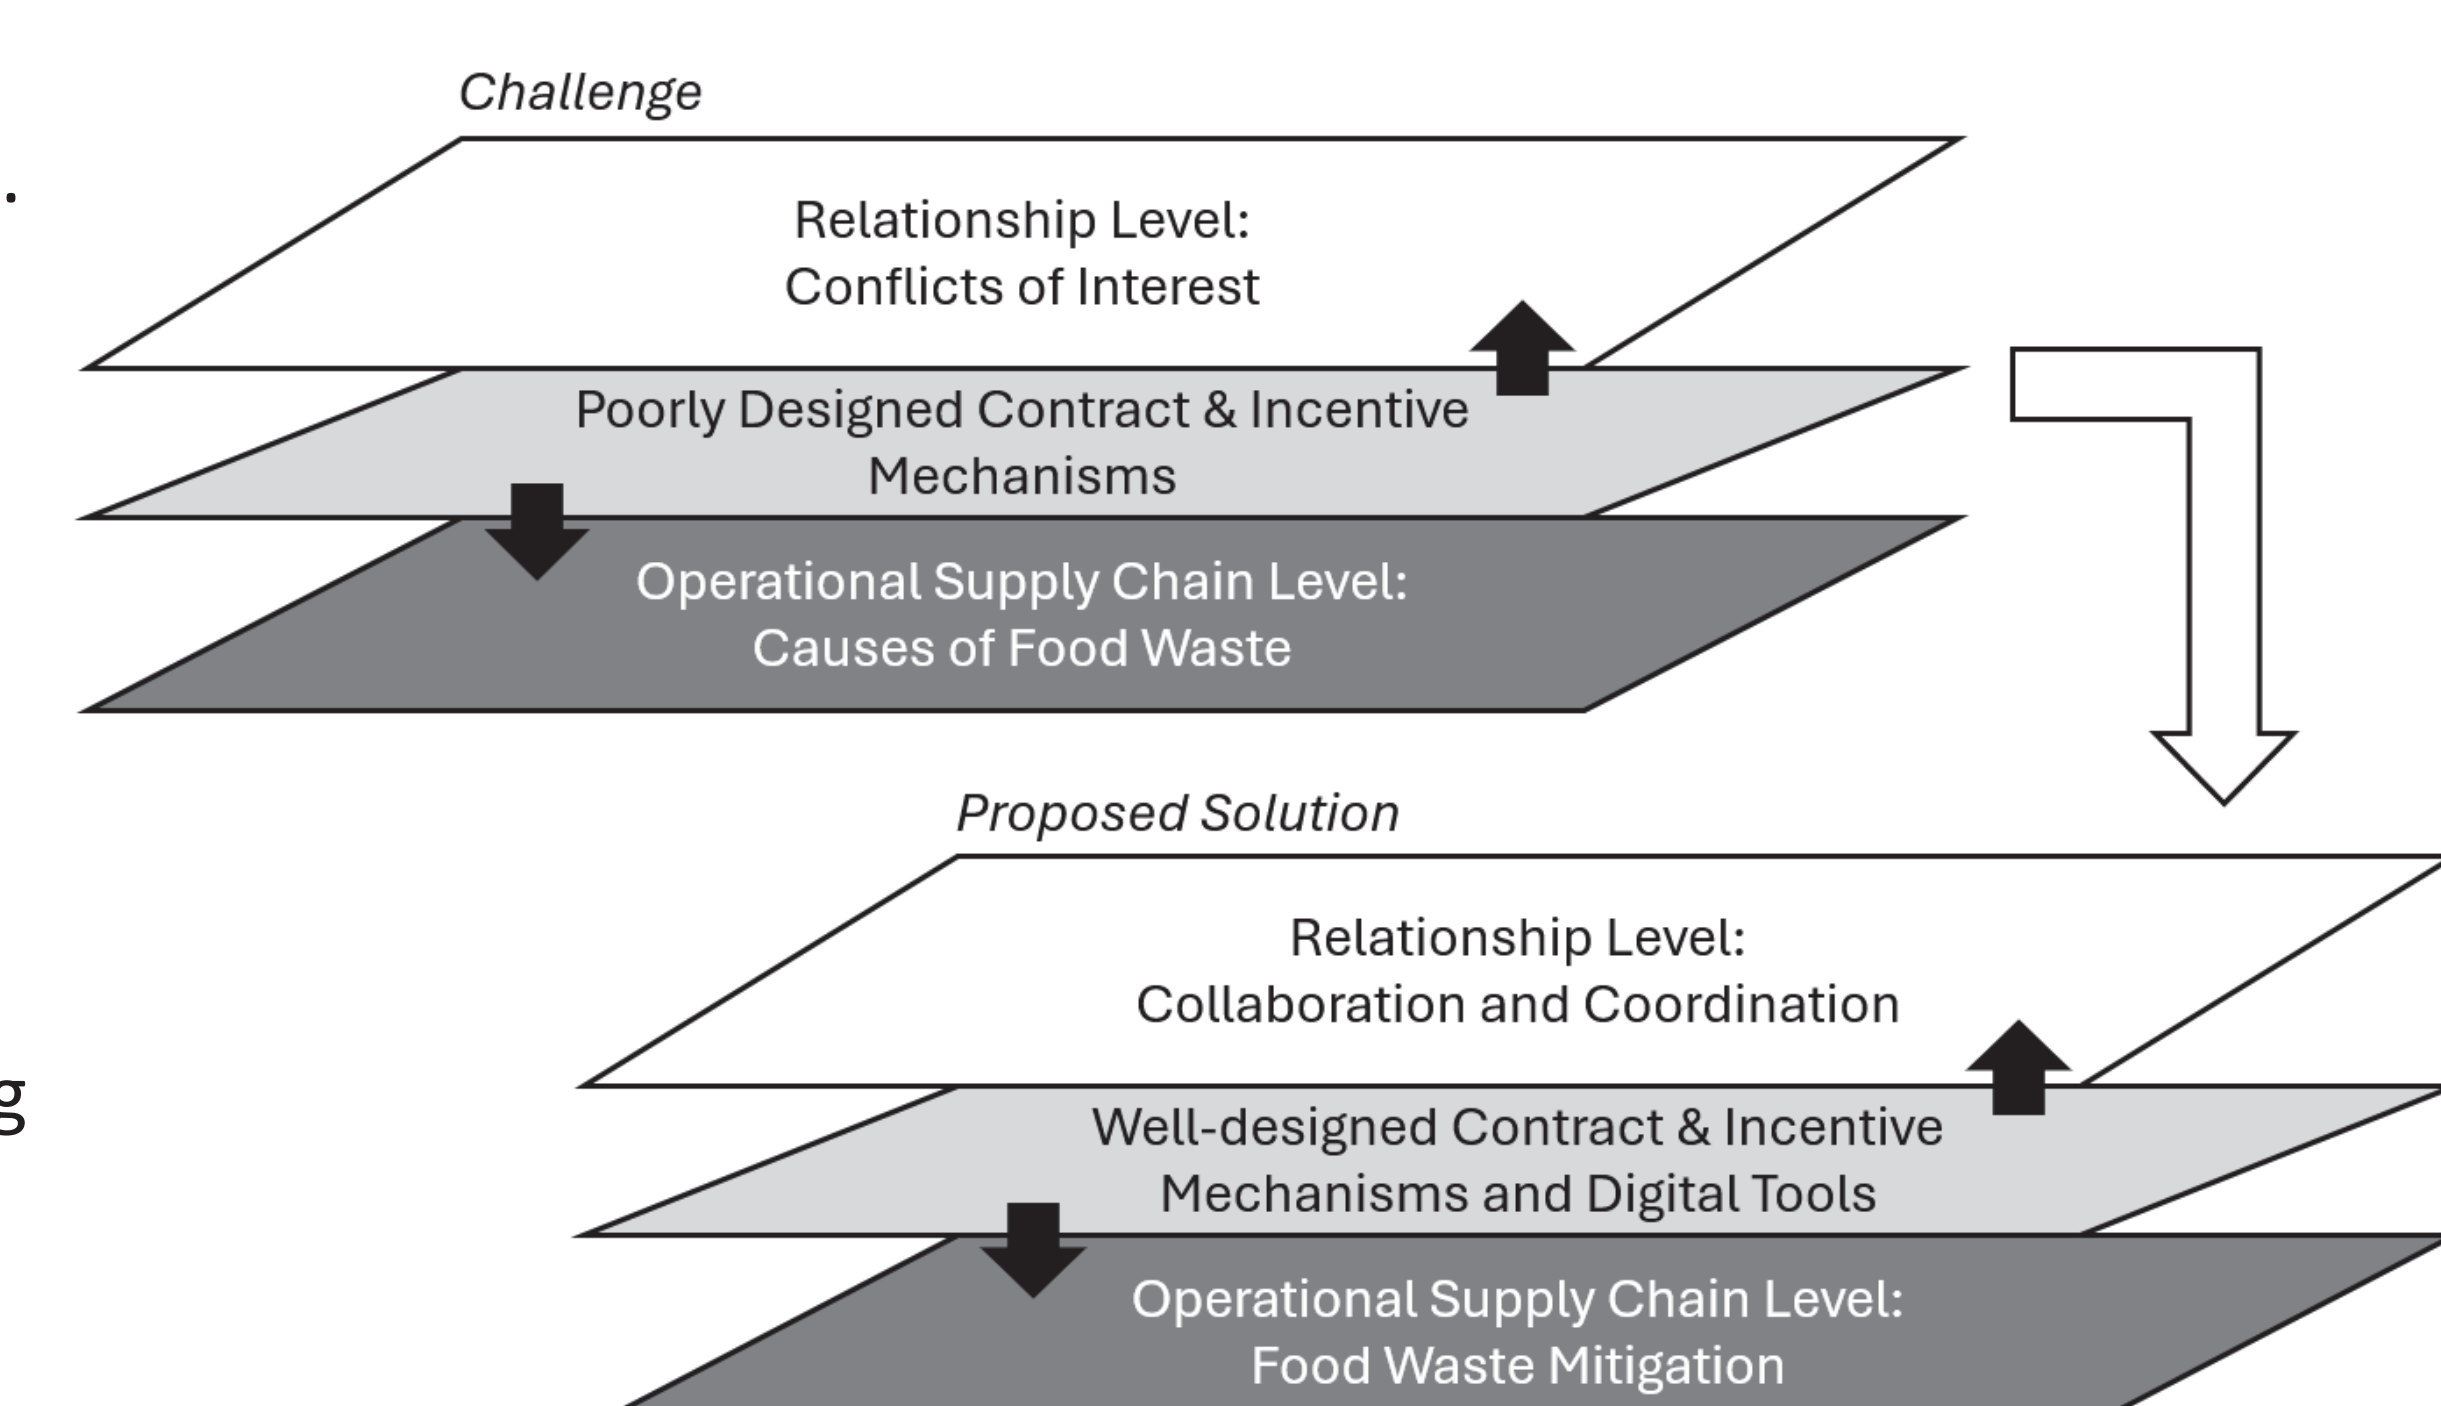 Challenge
.
Relationship Level:
Conflicts of Interest
Poorly Designed Contract & Incentive
Mechanisms
Operational Supply Chain Level:
Causes of Food Waste
Proposed Solution
Relationship Level:
Collaboration and Coordination
g
Well-designed Contract & Incentive
Mechanisms and Digital Tools
Operational Supply Chain Level:
Food Waste Mitigation